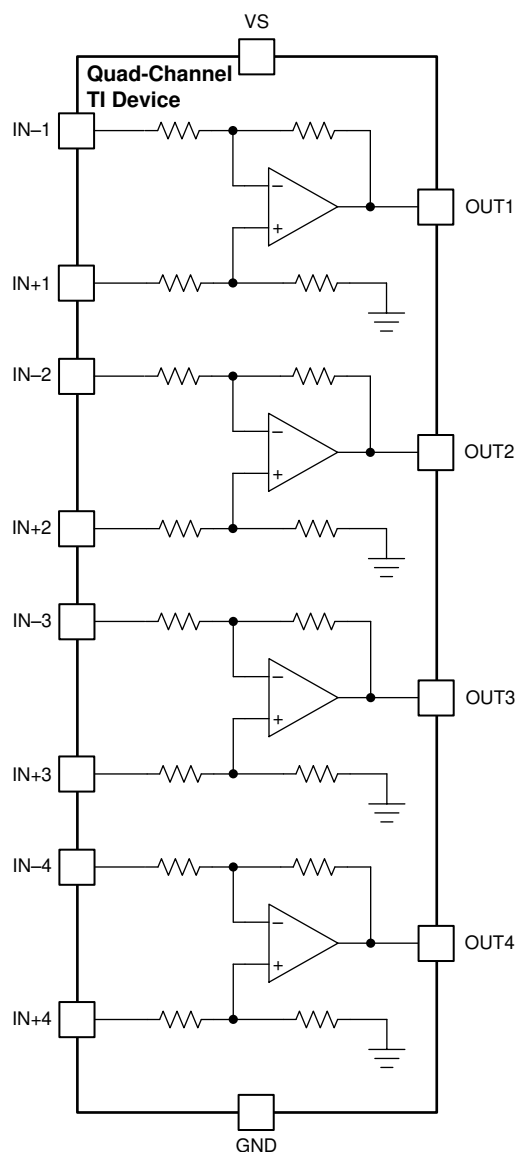 VS
Quad-Channel
TI Device
IN–1
−
OUT1
+
IN+1
IN–2
−
OUT2
+
IN+2
IN–3
−
OUT3
+
IN+3
IN–4
−
OUT4
+
IN+4
GND